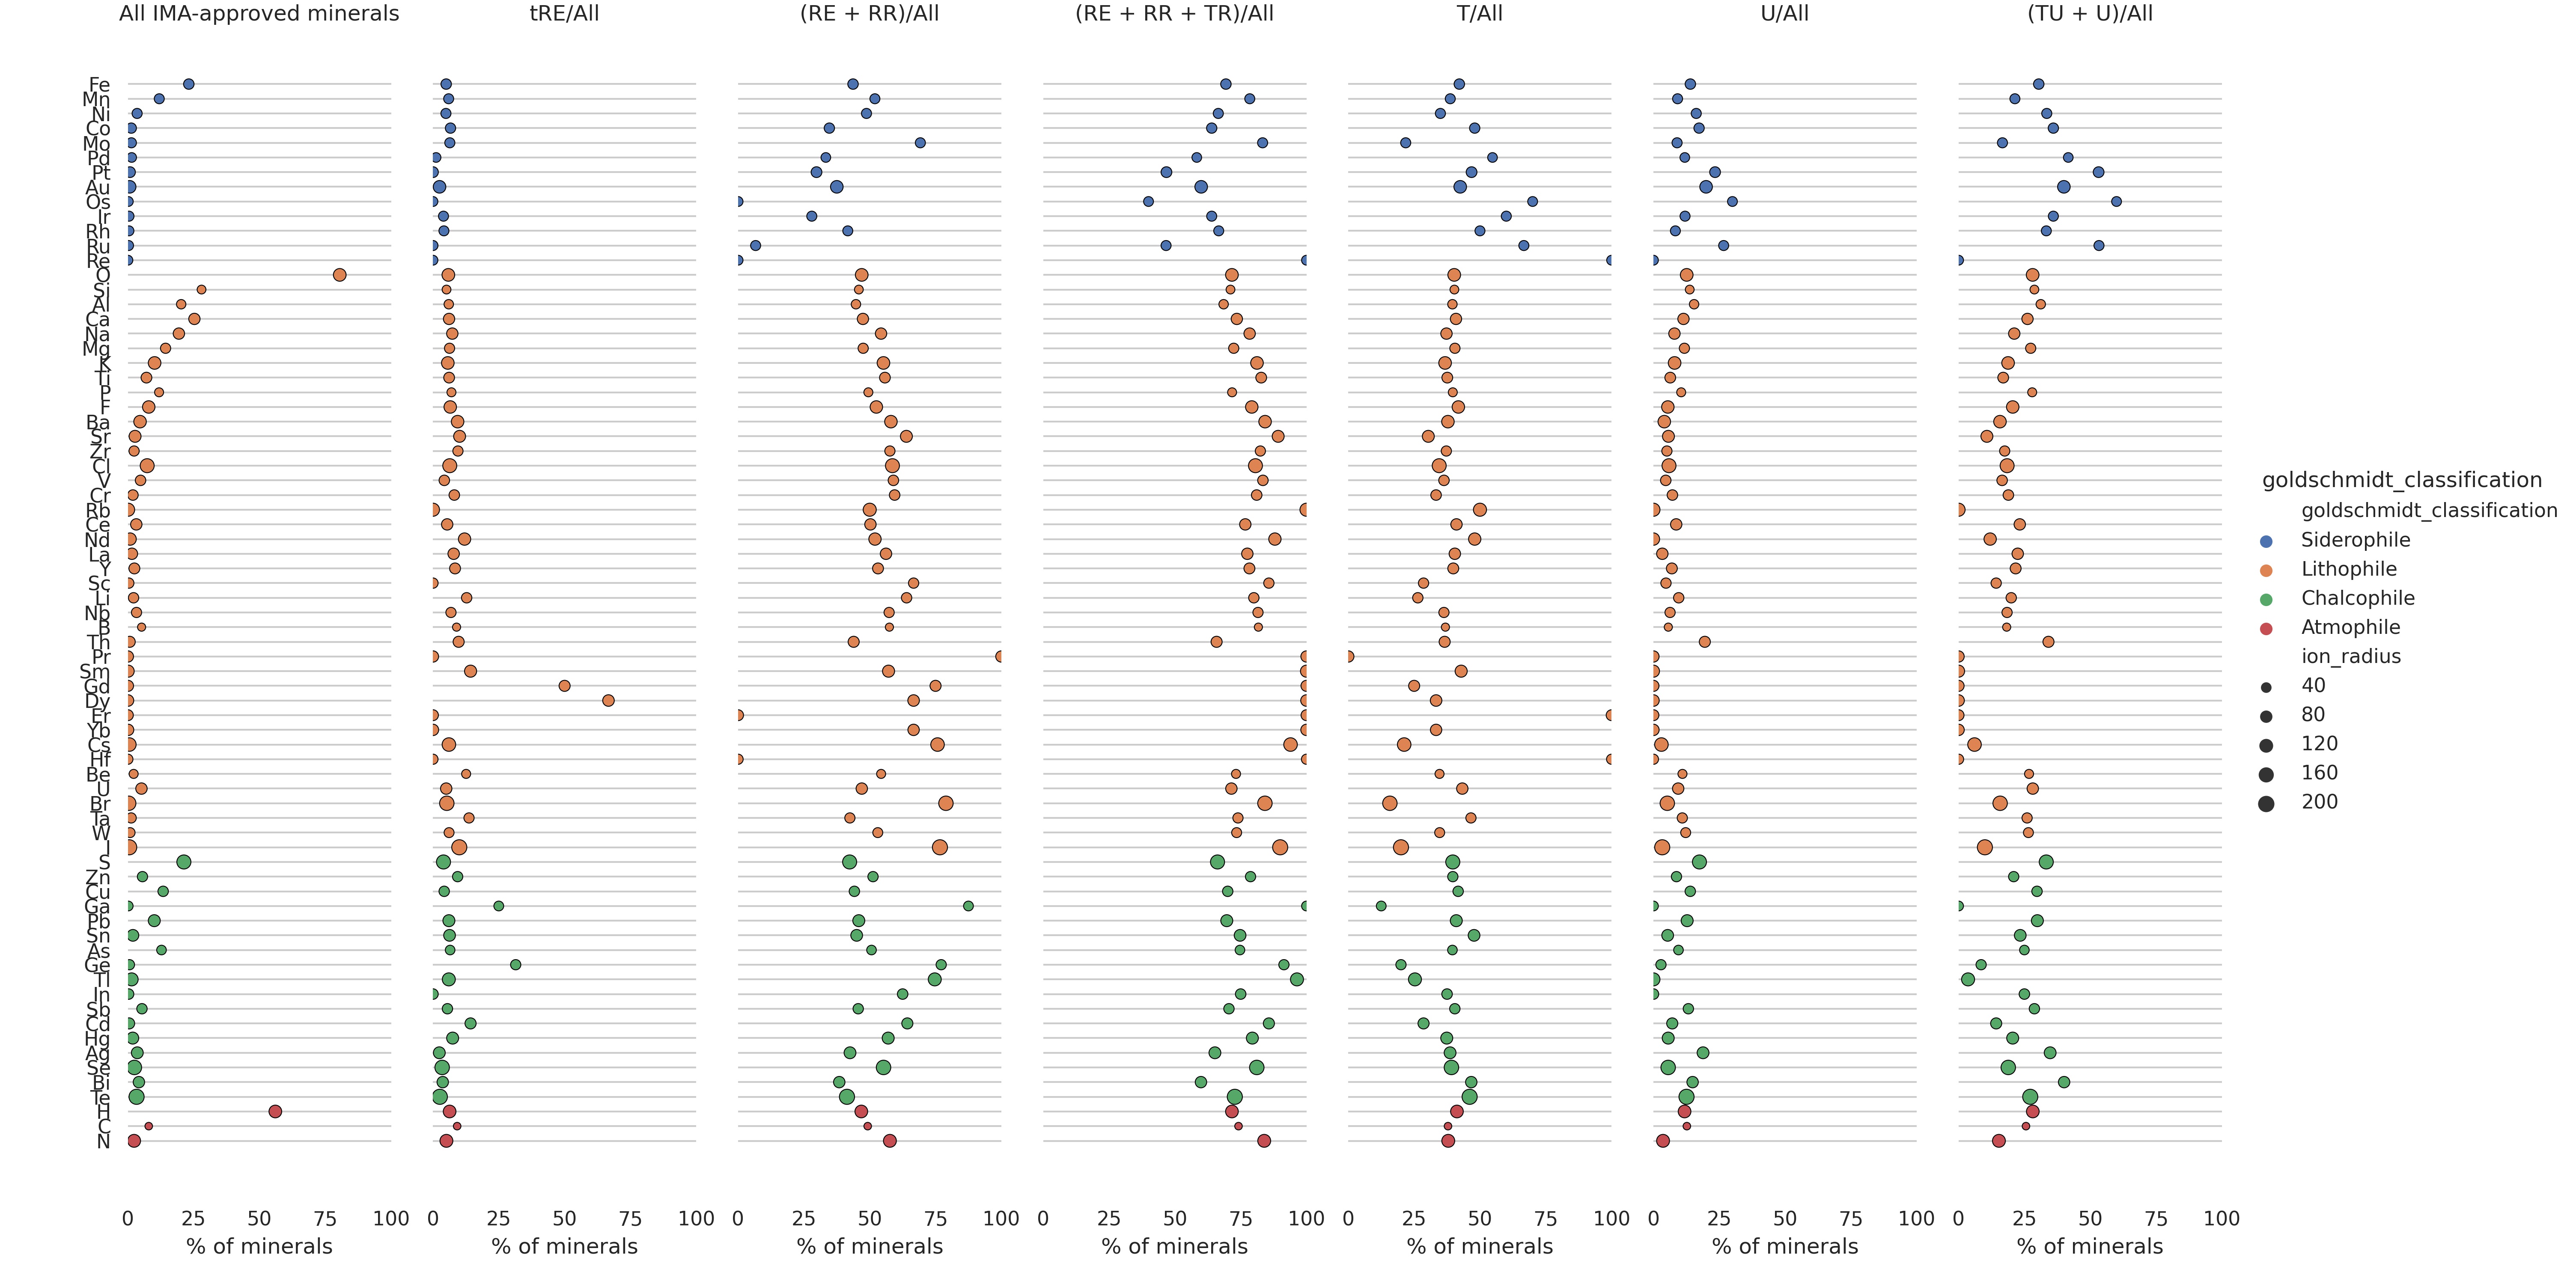 All IMA-approved minerals tRE/All (RE + RR)/All (RE + RR + TR)/All T/All U/All (TU + U)/All
Fe
Mn
Ni
Co
Mo
Pd
Pt
Au
Os
Ir
Rh
Ru
Re
O
Si
Al
Ca
Na
Mg
K
Ti
P
F
Ba
Sr
Zr
Cl
V
Cr
Rb
Ce
Nd
La
Y
Sc
Li
Nb
B
Th
Pr
Sm
Gd
Dy
Er
Yb
Cs
Hf
Be
U
Br
Ta
W
I
S
Zn
Cu
Ga
Pb
Sn
As
Ge
Tl
In
Sb
Cd
Hg
Ag
Se
Bi
Te
H
C
N
goldschmidt_classification
goldschmidt_classification
Siderophile
Lithophile
Chalcophile
Atmophile
ion_radius
40
80
120
160
200
0 25 50 75 100 0 25 50 75 100 0 25 50 75 100 0 25 50 75 100 0 25 50 75 100 0 25 50 75 100 0 25 50 75 100
% of minerals % of minerals % of minerals % of minerals % of minerals % of minerals % of minerals